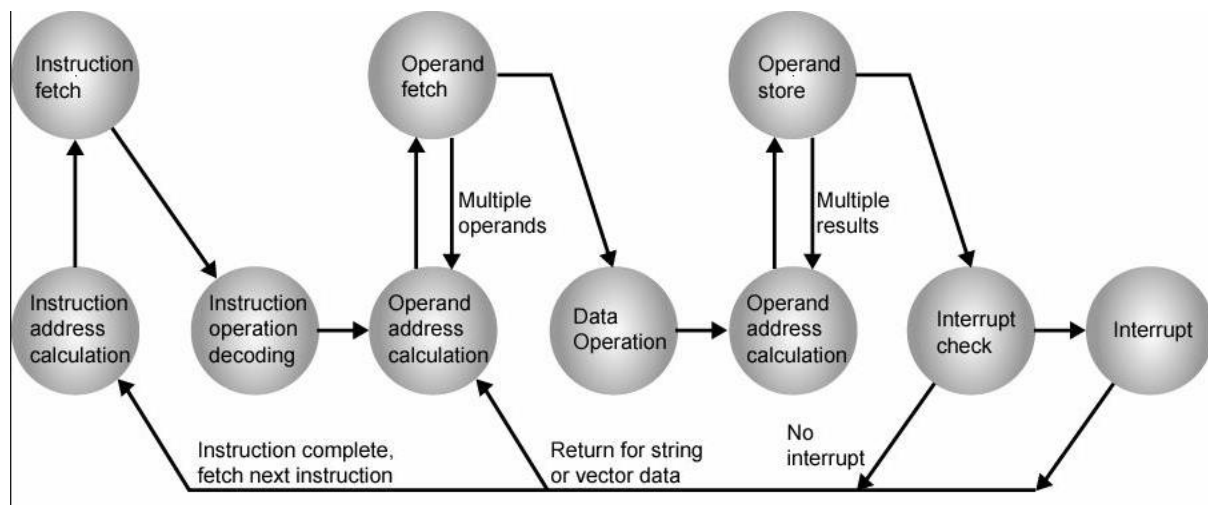 Instruction
fetch
Operand
fetch
Operand
store
Multiple
operands
Multiple
results
Instruction
address
calculation
Instruction
operation
decoding
Operand
address
calculation
Data
Operation
Operand
address
calculation
Interrupt
check
Interrupt
Instruction complete,
fetch next instruction
Return for string
or vector data
No
interrupt